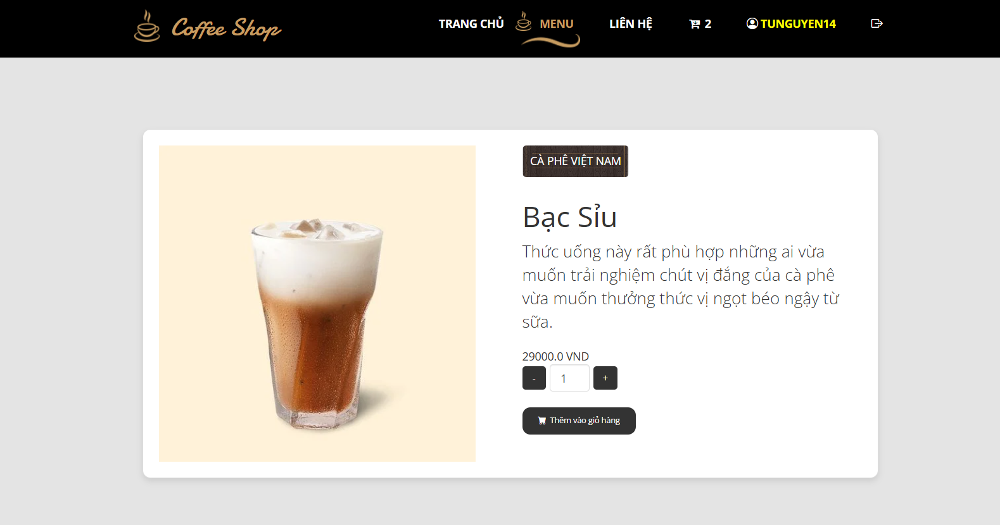 Coffee Shop
TRANG CHỦ
MENU
LIÊN HỆ
2
TUNGUYEN14
CÀ PHÊ VIỆT NAM
Bạc Sỉu
Thức uống này rất phù hợp những ai vừa
muốn trải nghiệm chút vị đắng của cà phê
vừa muốn thưởng thức vị ngọt béo ngậy từ
sữa.
29000.0 VND
- 1 +
Thêm vào giỏ hàng